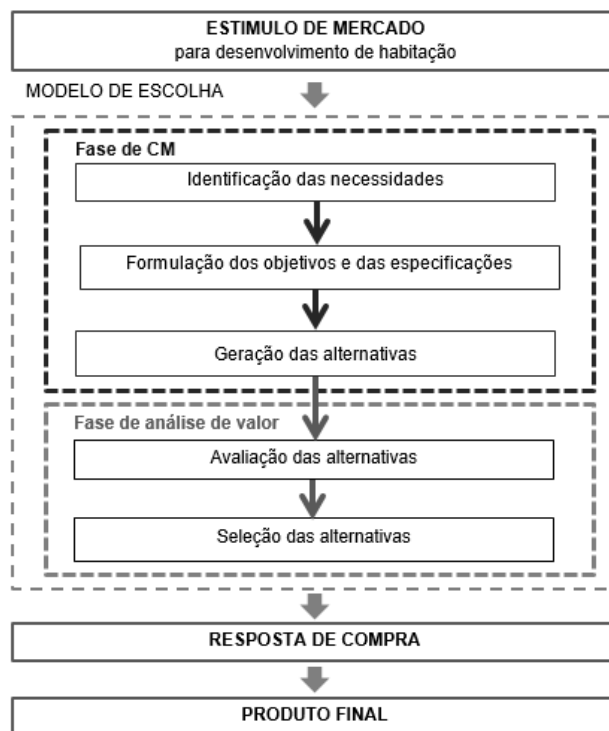 ESTIMULO DE MERCADO
para desenvolvimento de habitação
MODELO DE ESCOLHA
Fase de CM
Identificação das necessidades
Formulação dos objetivos e das especificações
Geração das alternativas
Fase de análise de valor
Avaliação das alternativas
Seleção das alternativas
RESPOSTA DE COMPRA
PRODUTO FINAL